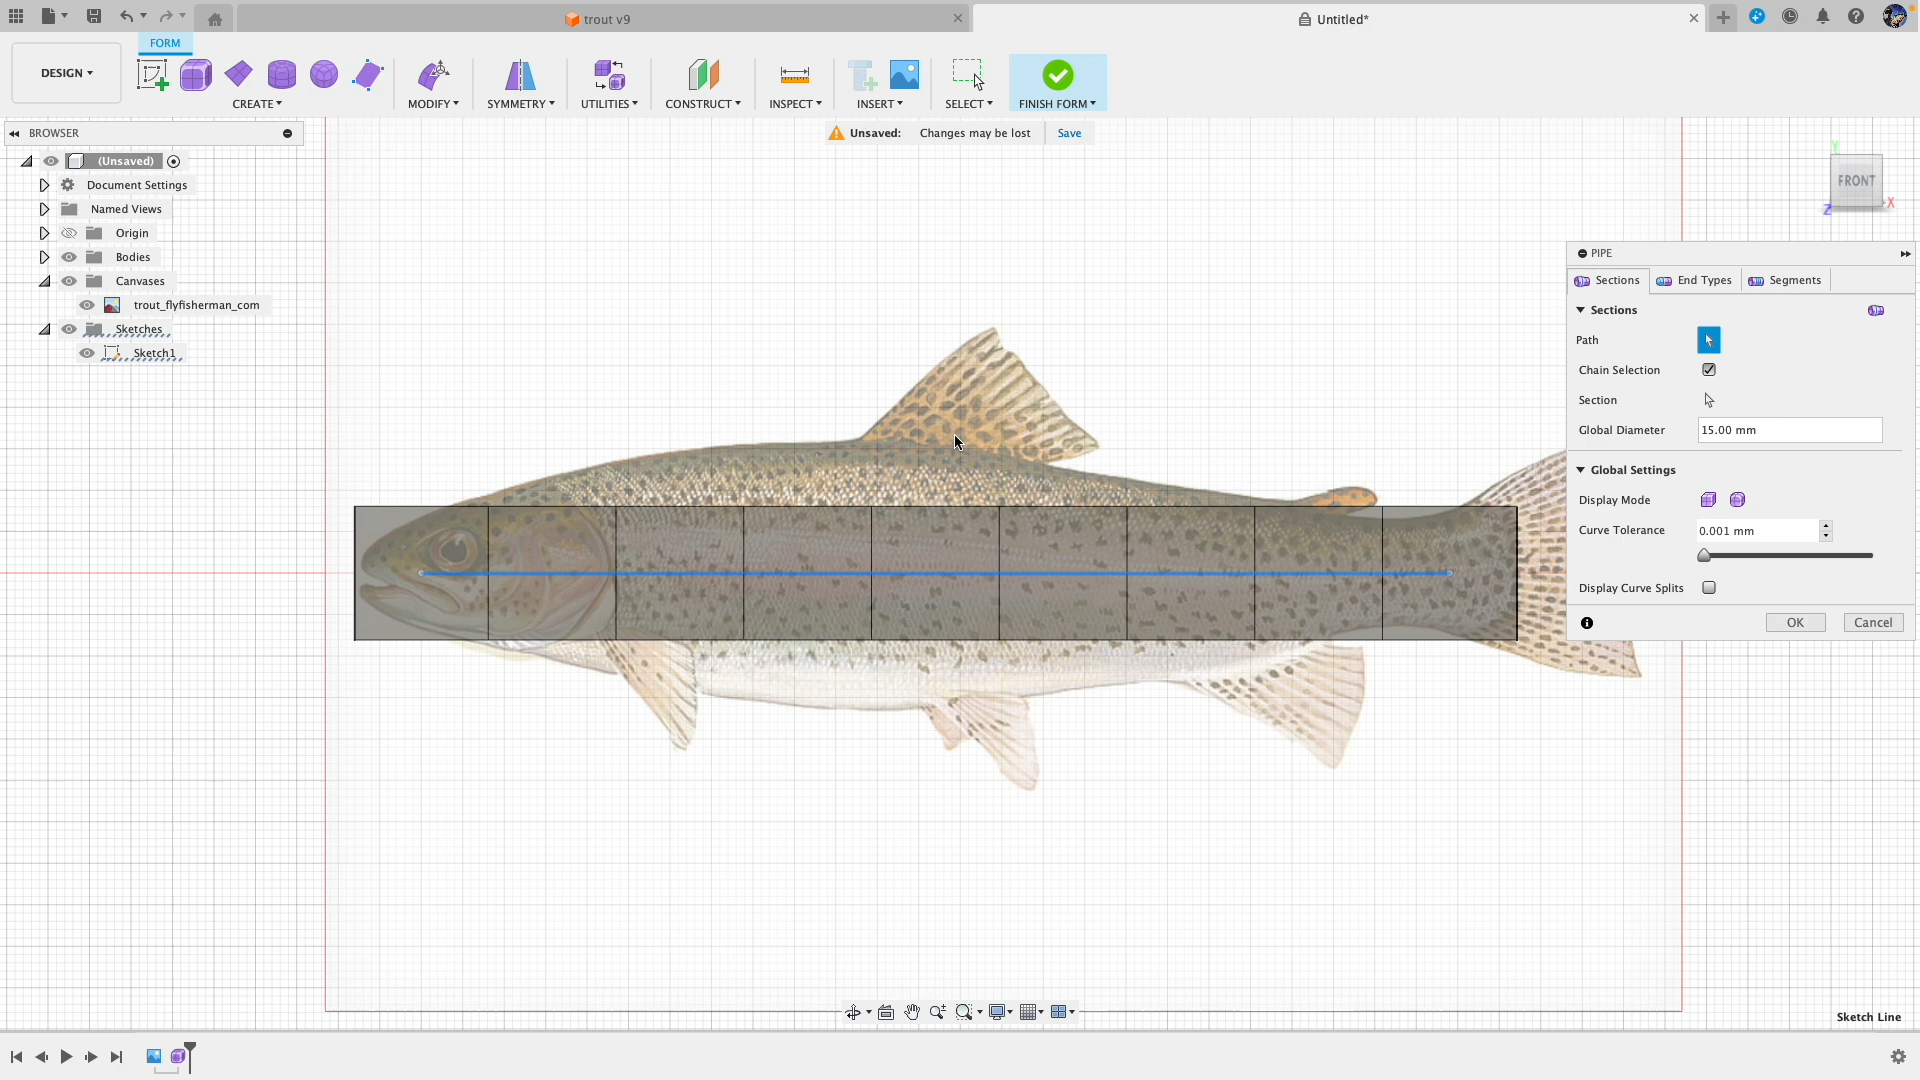 trout v9
Untitled*
FORM
DESIGN
CREATE
MODIFY
SYMMETRY
UTILITIES
CONSTRUCT
INSPECT
INSERT
SELECT
FINISH FORM
BROWSER
Unsaved: Changes may be lost Save
(Unsaved)
Document Settings
Named Views
Origin
Bodies
Canvases
trout_flyfisherman_com
Sketches
Sketch1
Y
FRONT
X
Z
PIPE
Sections End Types Segments
Sections
Path
Chain Selection
Section
Global Diameter 15.00 mm
Global Settings
Display Mode
Curve Tolerance 0.001 mm
Display Curve Splits
OK Cancel
Sketch Line